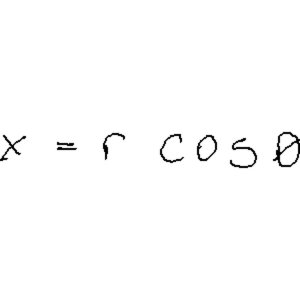 x = r cosθ